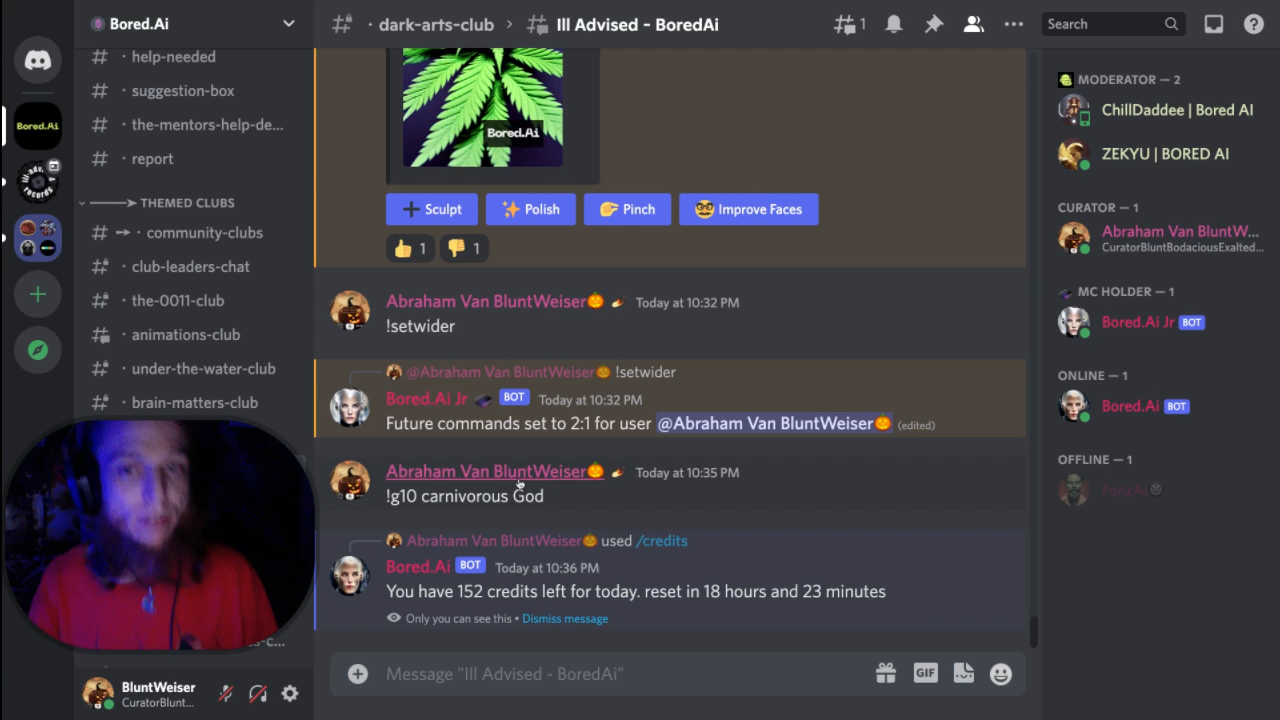 Bored.Ai
· dark-arts-club > Ill Advised - BoredAi
1
Search
Bored.Ai
· help-needed
· suggestion-box
· the-mentors-help-de...
· report
THEMED CLUBS
· community-clubs
· club-leaders-chat
· the-0011-club
· animations-club
· under-the-water-club
· brain-matters-club
BluntWeiser
CuratorBlunt...
Bored.Ai
Sculpt
Polish
Pinch
Improve Faces
1
1
Abraham Van BluntWeiser Today at 10:32 PM
!setwider
@Abraham Van BluntWeiser !setwider
Bored.Ai Jr BOT Today at 10:32 PM
Future commands set to 2:1 for user @Abraham Van BluntWeiser (edited)
Abraham Van BluntWeiser Today at 10:35 PM
!g10 carnivorous God
Abraham Van BluntWeiser used /credits
Bored.Ai BOT Today at 10:36 PM
You have 152 credits left for today. reset in 18 hours and 23 minutes
Only you can see this • Dismiss message
Message "Ill Advised - BoredAi"
GIF
MODERATOR — 2
ChillDaddee | Bored AI
ZEKYU | BORED AI
CURATOR — 1
Abraham Van BluntW...
CuratorBluntBodaciousExalted...
MC HOLDER — 1
Bored.Ai Jr BOT
ONLINE — 1
Bored.Ai BOT
OFFLINE — 1
FonzAi